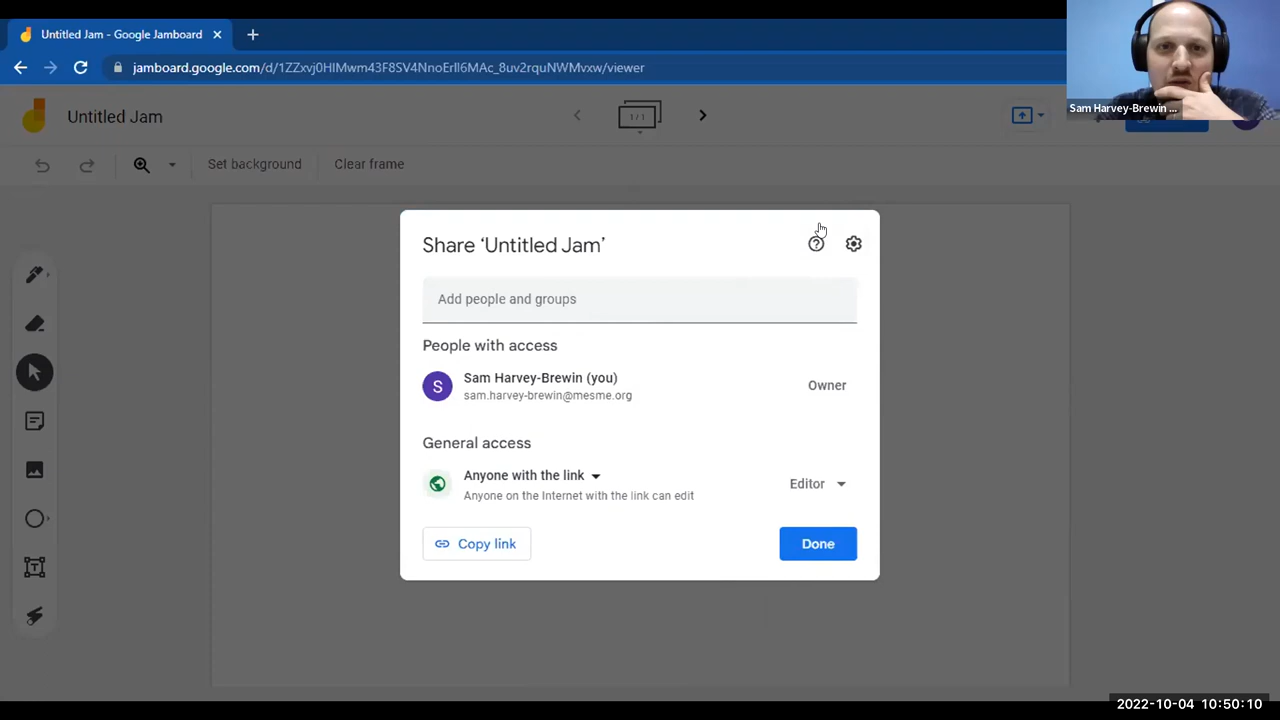 Untitled Jam - Google Jamboard
jamboard.google.com/d/1ZZxvj0HIMwm43F8SV4NnoErIl6MAc_8uv2rquNWMvxw/viewer
Sam Harvey-Brewin ...
Untitled Jam
1 / 1
Set background
Clear frame
Share ‘Untitled Jam’
Add people and groups
People with access
S
Sam Harvey-Brewin (you)
sam.harvey-brewin@mesme.org
Owner
General access
Anyone with the link
Anyone on the Internet with the link can edit
Editor
Copy link
Done
2022-10-04 10:50:10